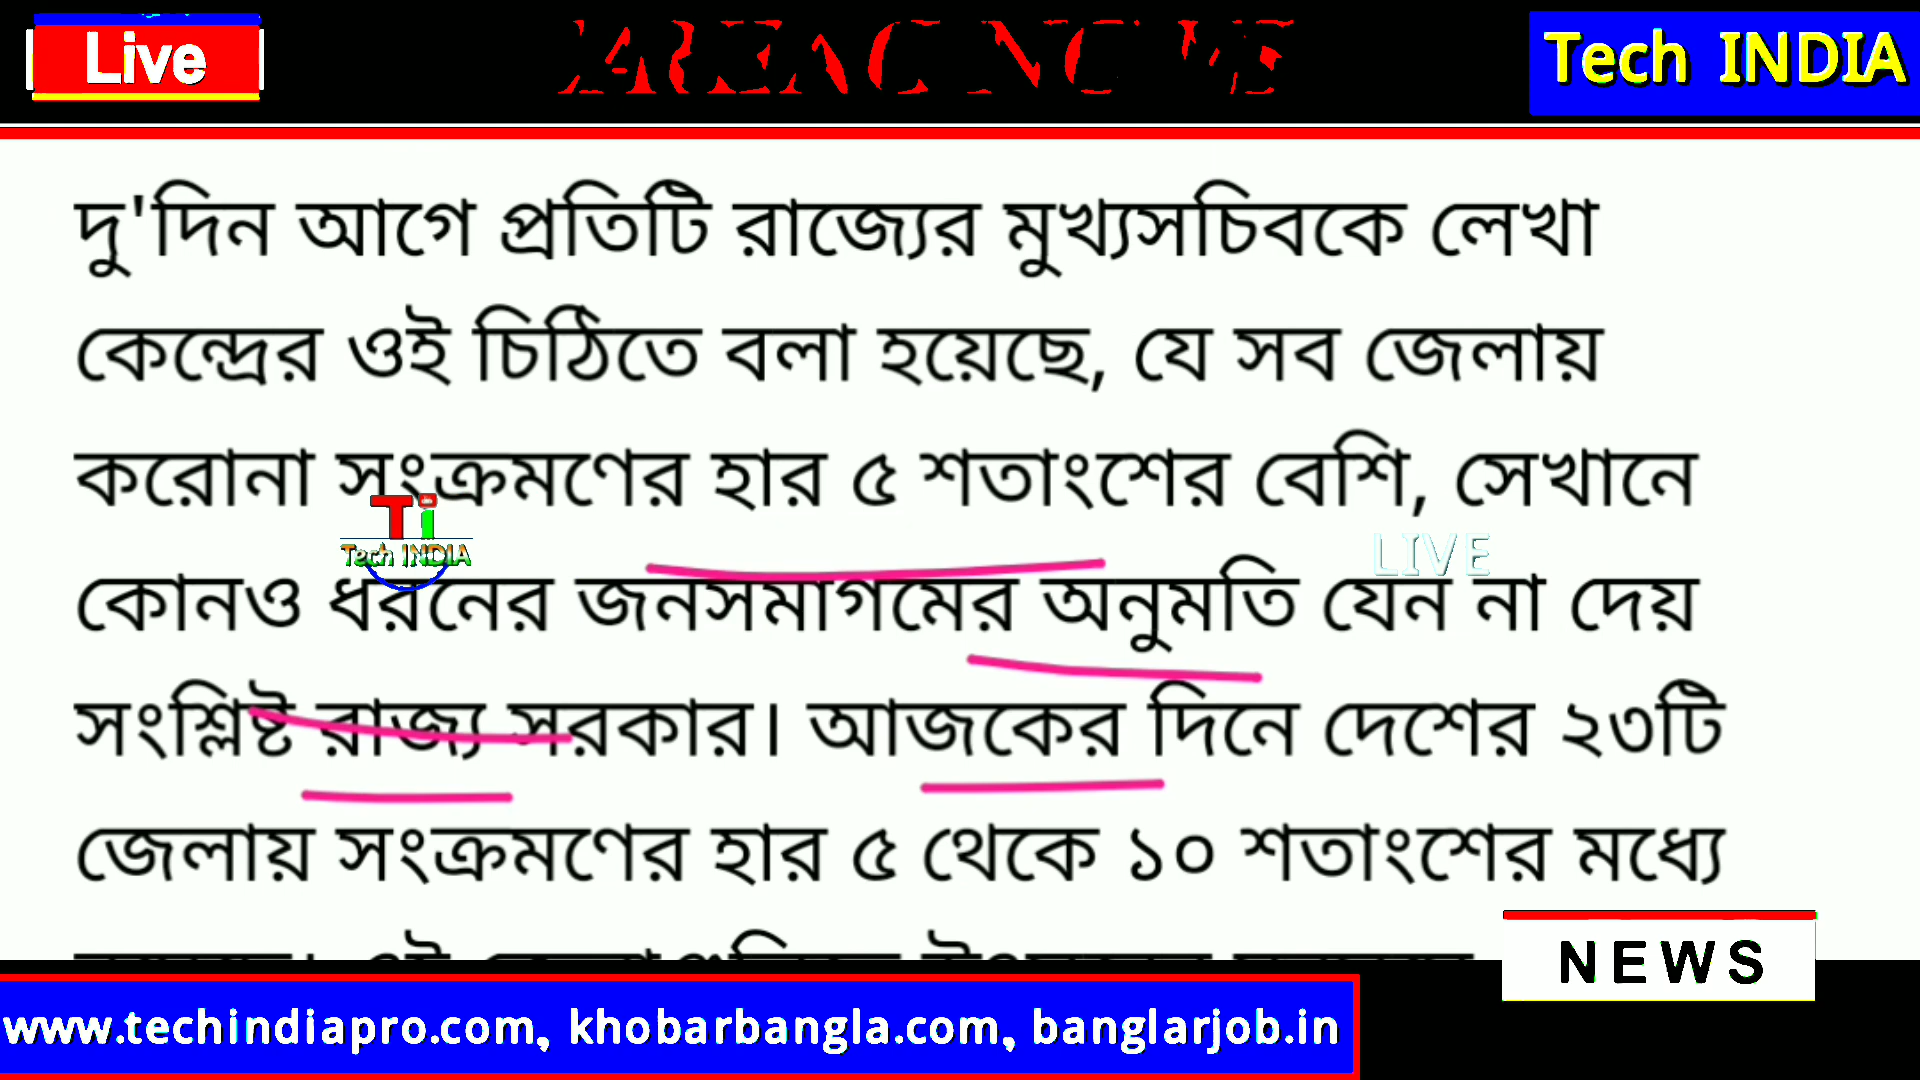 Live
Tech INDIA
দু'দিন আগে প্রতিটি রাজ্যের মুখ্যসচিবকে লেখা
কেন্দ্রের ওই চিঠিতে বলা হয়েছে, যে সব জেলায়
করোনা সংক্রমণের হার ৫ শতাংশের বেশি, সেখানে
Ti
Tech INDIA
LIVE
কোনও ধরনের জনসমাগমের অনুমতি যেন না দেয়
সংশ্লিষ্ট রাজ্য সরকার। আজকের দিনে দেশের ২৩টি
জেলায় সংক্রমণের হার ৫ থেকে ১০ শতাংশের মধ্যে
NEWS
www.techindiapro.com, khobarbangla.com, banglarjob.in